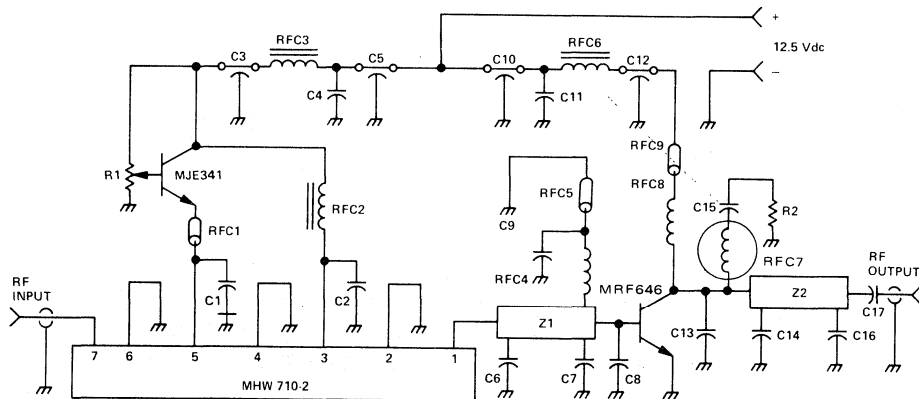 RFC3
RFC6
+
C3
C5
C10
C12
12.5 Vdc
–
C4
C11
RFC9
R1
MJE341
RFC5
RFC8
C15
R2
RFC2
C9
RFC1
RFC7
RF
INPUT
RFC4
MRF646
RF
OUTPUT
C1
C2
Z1
Z2
C17
C13
C14
C16
7
6
5
4
3
2
1
C6
C7
C8
MHW 710-2